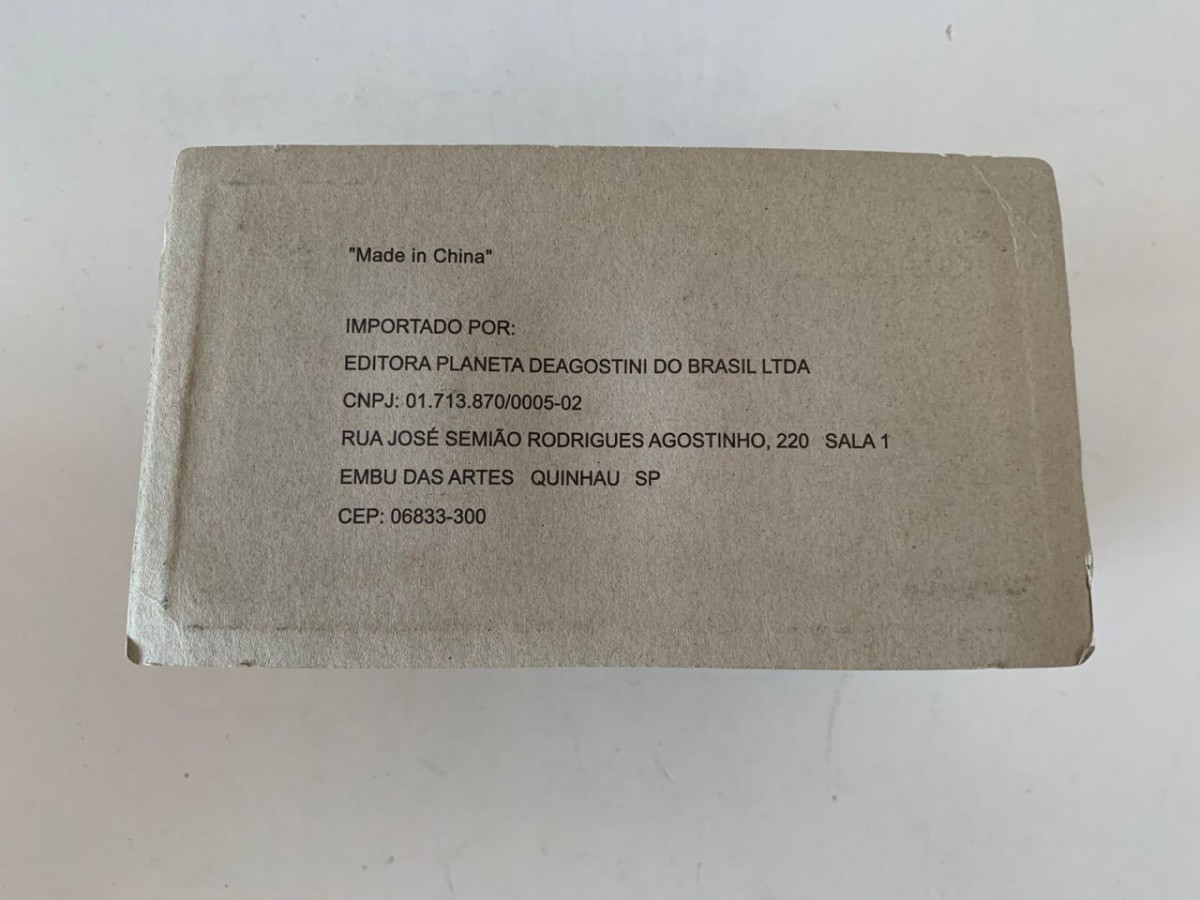 "Made in China"
IMPORTADO POR:
EDITORA PLANETA DEAGOSTINI DO BRASIL LTDA
CNPJ: 01.713.870/0005-02
RUA JOSÉ SEMIÃO RODRIGUES AGOSTINHO, 220 SALA 1
EMBU DAS ARTES QUINHAU SP
CEP: 06833-300